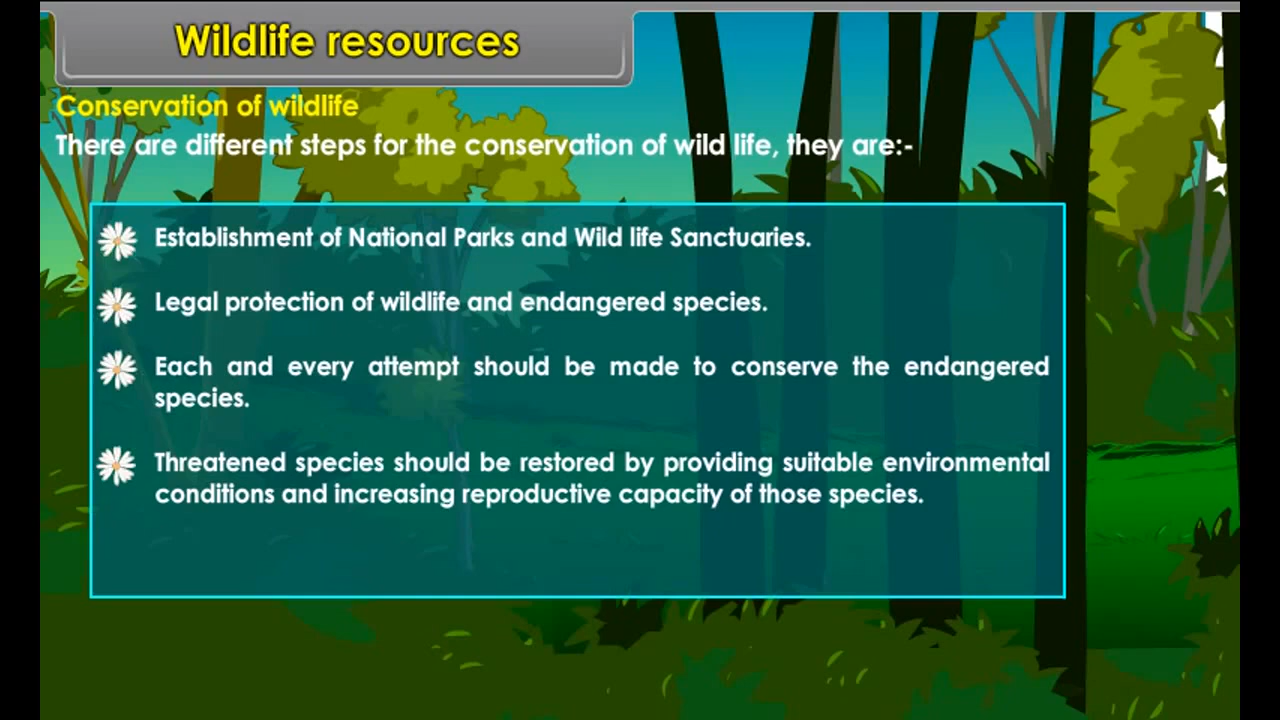 Wildlife resources
Conservation of wildlife
There are different steps for the conservation of wild life, they are:-
Establishment of National Parks and Wild life Sanctuaries.
Legal protection of wildlife and endangered species.
Each and every attempt should be made to conserve the endangered
species.
Threatened species should be restored by providing suitable environmental
conditions and increasing reproductive capacity of those species.